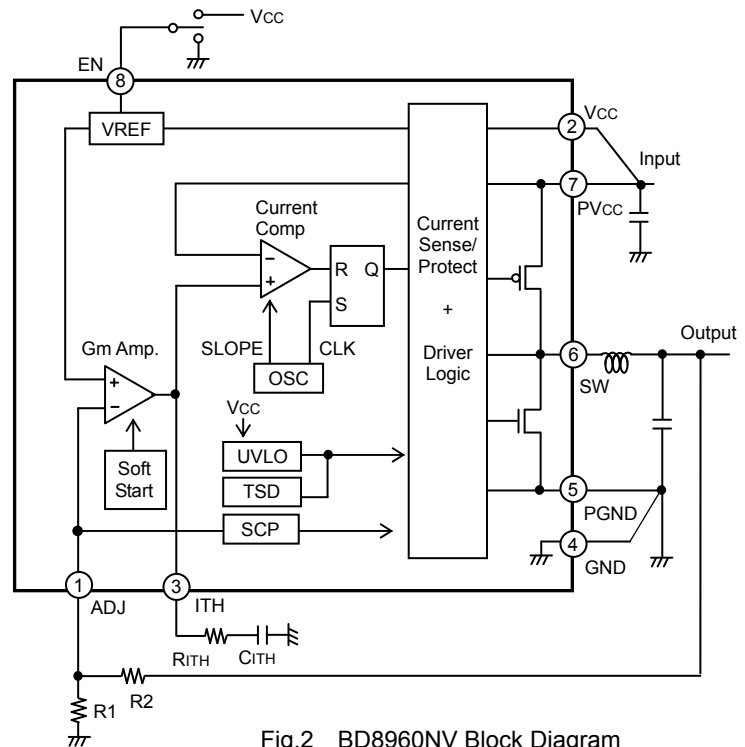 VCC
EN
8
VREF
VCC
2
Input
7
PVCC
Current
Comp
Current
Sense/
Protect
+
Driver
Logic
−
+
R Q
S
Gm Amp.
SLOPE
CLK
OSC
Output
6
SW
+
−
VCC
UVLO
Soft
Start
TSD
SCP
5
PGND
4
GND
1
ADJ
3
ITH
RITH
CITH
R2
R1
Fig.2 BD8960NV Block Diagram